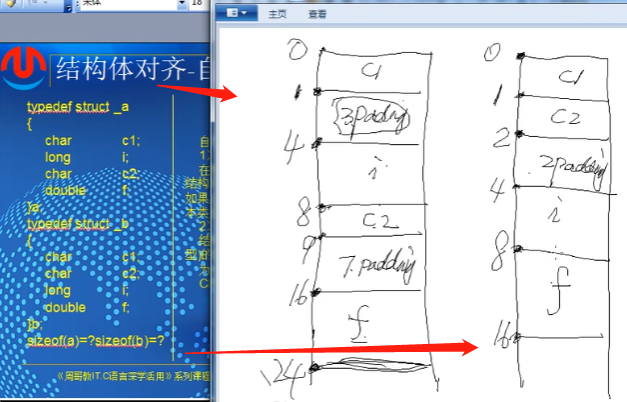 宋体
18
主页
查看
结构体对齐-自
typedef struct _a
{
char c1;
long i;
char c2;
double f;
}a;
typedef struct _b
{
char c1;
char c2;
long i;
double f;
}b;
sizeof(a)=?sizeof(b)=?
自
1
在
结构
如果
本类
2
结
型)的
C
《周哥教IT.C语言深学活用》系列课程
0
c1
1
3padding
4
i
8
c2
9
7.padding
16
f
24
0
c1
1
c2
2
2padding
4
i
8
f
16